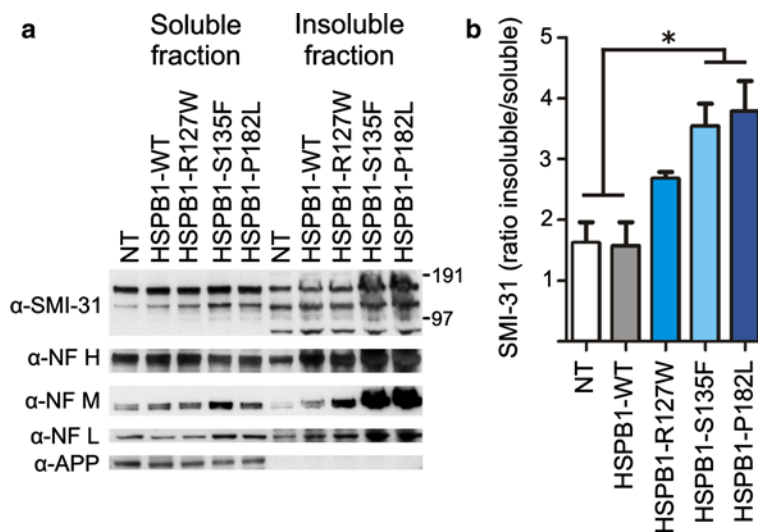 a
Soluble fraction
Insoluble fraction
NT
HSPB1-WT
HSPB1-R127W
HSPB1-S135F
HSPB1-P182L
NT
HSPB1-WT
HSPB1-R127W
HSPB1-S135F
HSPB1-P182L
α-SMI-31
-191
-97
α-NF H
α-NF M
α-NF L
α-APP
b
SMI-31 (ratio insoluble/soluble)
5
4
3
2
1
*
NT
HSPB1-WT
HSPB1-R127W
HSPB1-S135F
HSPB1-P182L